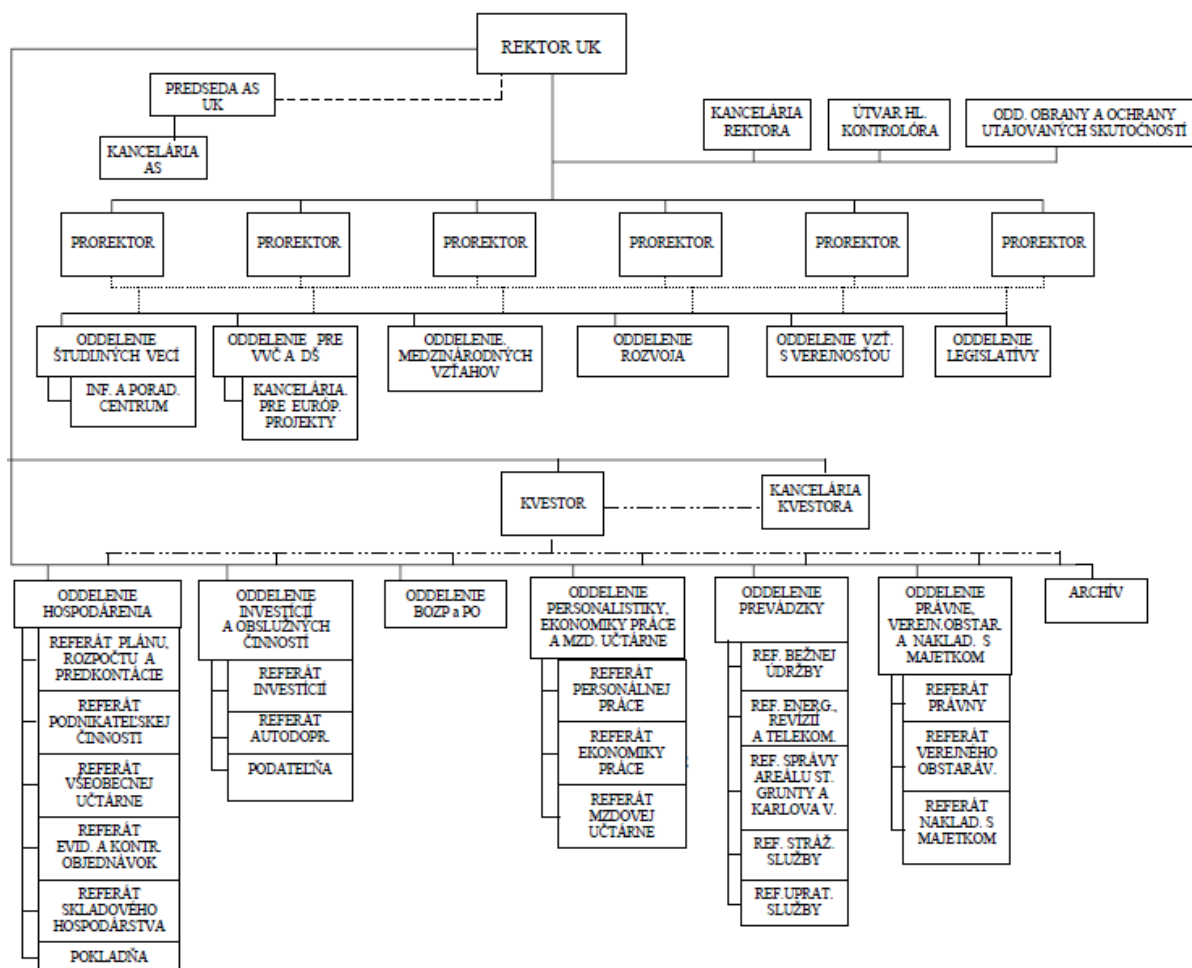 REKTOR UK
PREDSEDA AS
UK
KANCELÁRIA
AS
KANCELÁRIA
REKTORA
ÚTVAR HL.
KONTROLÓRA
ODD. OBRANY A OCHRANY
UTAJOVANÝCH SKUTOČNOSTÍ
PROREKTOR
PROREKTOR
PROREKTOR
PROREKTOR
PROREKTOR
PROREKTOR
ODDELENIE
ŠTUDIJNÝCH VECÍ
INF. A PORAD.
CENTRUM
ODDELENIE PRE
VVČ A DŠ
KANCELÁRIA.
PRE EURÓP.
PROJEKTY
ODDELENIE.
MEDZINÁRODNÝCH
VZŤAHOV
ODDELENIE
ROZVOJA
ODDELENIE VZŤ.
S VEREJNOSŤOU
ODDELENIE
LEGISLATÍVY
KVESTOR
KANCELÁRIA
KVESTORA
ODDELENIE
HOSPODÁRENIA
REFERÁT PLÁNU,
ROZPOČTU A
PREDKONTÁCIE
REFERÁT
PODNIKATEĽSKEJ
ČINNOSTI
REFERÁT
VŠEOBECNEJ
UČTÁRNE
REFERÁT
EVID. A KONTR.
OBJEDNÁVOK
REFERÁT
SKLADOVÉHO
HOSPODÁRSTVA
POKLADŇA
ODDELENIE
INVESTÍCIÍ
A OBSLUŽNÝCH
ČINNOSTÍ
REFERÁT
INVESTÍCIÍ
REFERÁT
AUTODOPR.
PODATEĽŇA
ODDELENIE
BOZP a PO
ODDELENIE
PERSONALISTIKY,
EKONOMIKY PRÁCE
A MZD. UČTÁRNE
REFERÁT
PERSONÁLNEJ
PRÁCE
REFERÁT
EKONOMIKY
PRÁCE
REFERÁT
MZDOVEJ
UČTÁRNE
ODDELENIE
PREVÁDZKY
REF. BEŽNEJ
ÚDRŽBY
REF. ENERG.,
REVÍZIÍ
A TELEKOM.
REF. SPRÁVY
AREÁLU ST.
GRUNTY A
KARLOVA V.
REF. STRÁŽ.
SLUŽBY
REF.UPRAT.
SLUŽBY
ODDELENIE
PRÁVNE,
VEREJN.OBSTAR.
A NAKLAD. S
MAJETKOM
REFERÁT
PRÁVNY
REFERÁT
VEREJNÉHO
OBSTARÁV.
REFERÁT
NAKLAD. S
MAJETKOM
ARCHÍV